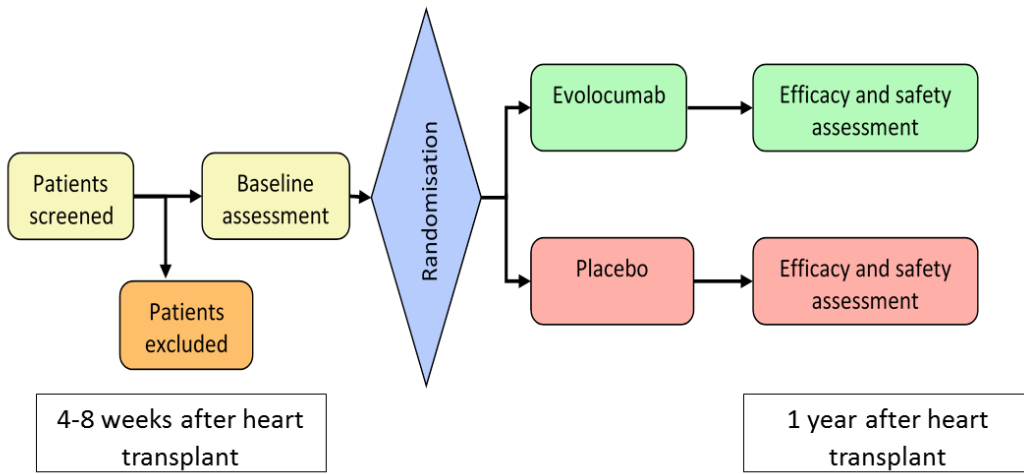 Patients
screened
Patients
excluded
Baseline
assessment
Randomisation
Evolocumab
Efficacy and safety
assessment
Placebo
Efficacy and safety
assessment
4-8 weeks after heart
transplant
1 year after heart
transplant